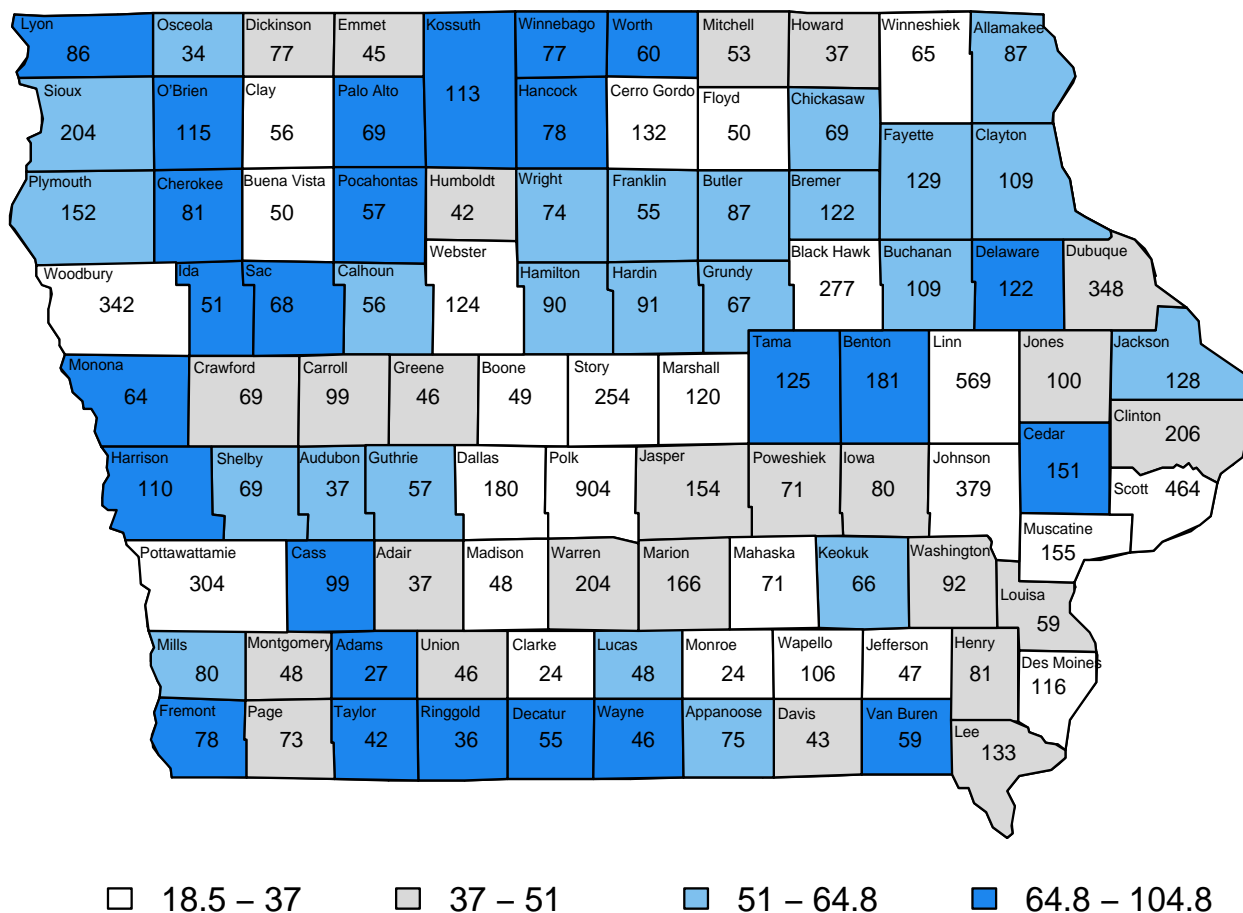 Lyon Osceola Dickinson Emmet Kossuth Winnebago Worth Mitchell Howard Winneshiek Allamakee
86 34 77 45 113 77 60 53 37 65 87
Sioux O'Brien Clay Palo Alto Hancock Cerro Gordo Floyd Chickasaw Fayette Clayton
204 115 56 69 78 132 50 69 129 109
Plymouth Cherokee Buena Vista Pocahontas Humboldt Wright Franklin Butler Bremer
152 81 50 57 42 74 55 87 122
Woodbury Ida Sac Calhoun Webster Hamilton Hardin Grundy Black Hawk Buchanan Delaware Dubuque
342 51 68 56 124 90 91 67 277 109 122 348
Monona Crawford Carroll Greene Boone Story Marshall Tama Benton Linn Jones Jackson
64 69 99 46 49 254 120 125 181 569 100 128
Clinton
206
Harrison Shelby Audubon Guthrie Dallas Polk Jasper Poweshiek Iowa Johnson Cedar Scott
110 69 37 57 180 904 154 71 80 379 151 464
Pottawattamie Cass Adair Madison Warren Marion Mahaska Keokuk Washington Muscatine
304 99 37 48 204 166 71 66 92 155
Louisa
59
Mills Montgomery Adams Union Clarke Lucas Monroe Wapello Jefferson Henry Des Moines
80 48 27 46 24 48 24 106 47 81 116
Fremont Page Taylor Ringgold Decatur Wayne Appanoose Davis Van Buren Lee
78 73 42 36 55 46 75 43 59 133
18.5 – 37 37 – 51 51 – 64.8 64.8 – 104.8